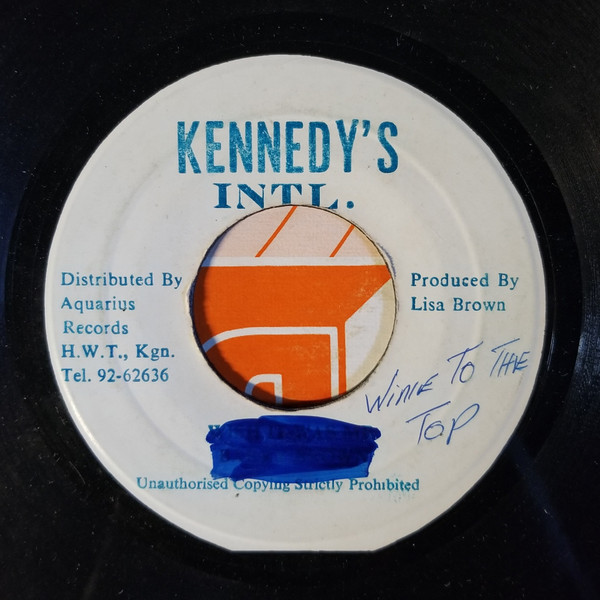 KENNEDY'S
INTL.
Distributed By
Aquarius
Records
H.W.T., Kgn.
Tel. 92-62636
Produced By
Lisa Brown
Wine To The
Top
Unauthorised Copying Strictly Prohibited